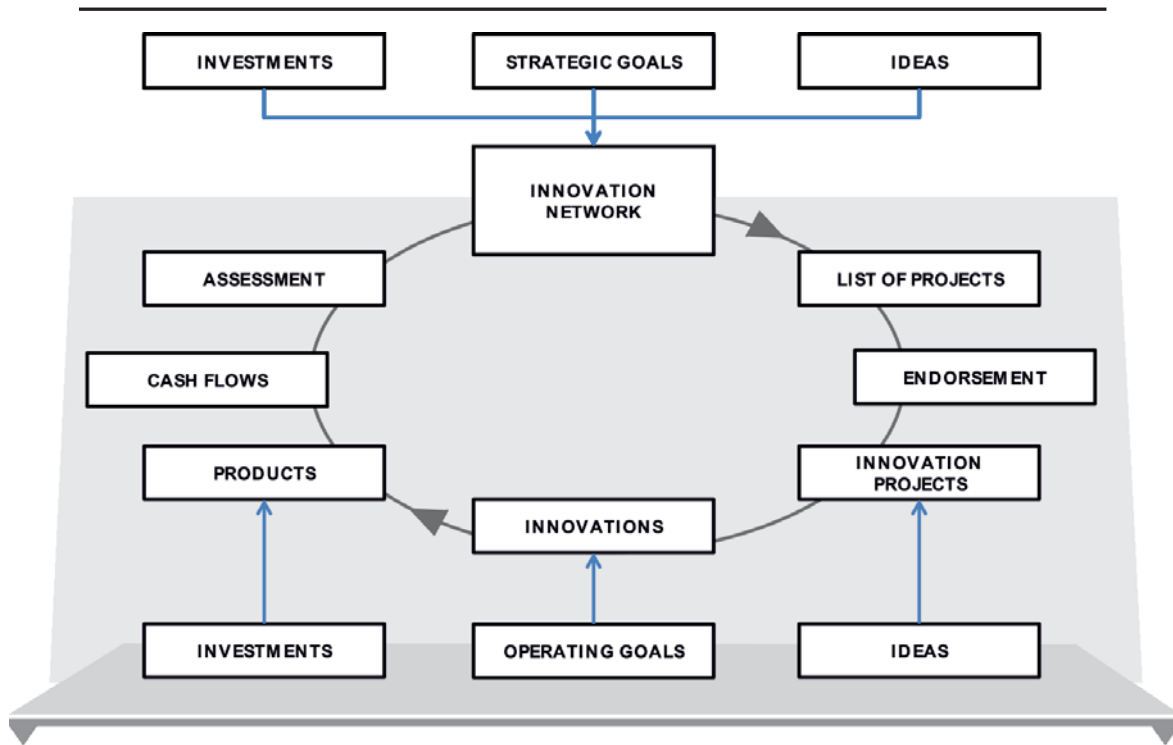 INVESTMENTS
STRATEGIC GOALS
IDEAS
INNOVATION
NETWORK
ASSESSMENT
LIST OF PROJECTS
CASH FLOWS
ENDORSEMENT
PRODUCTS
INNOVATION
PROJECTS
INNOVATIONS
INVESTMENTS
OPERATING GOALS
IDEAS